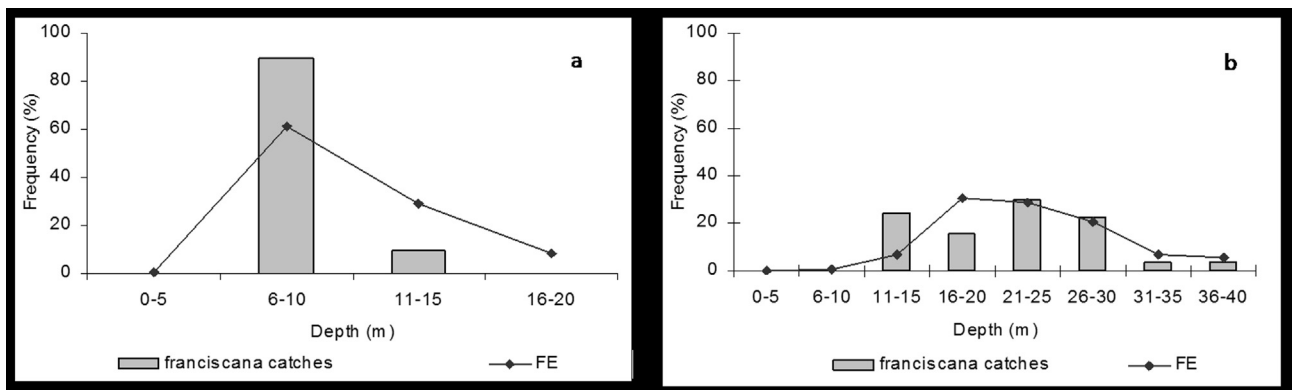 100
80
60
40
20
0
Frequency (%)
a
0-5 6-10 11-15 16-20
Depth (m)
franciscana catches FE
100
80
60
40
20
0
Frequency (%)
b
0-5 6-10 11-15 16-20 21-25 26-30 31-35 36-40
Depth (m)
franciscana catches FE